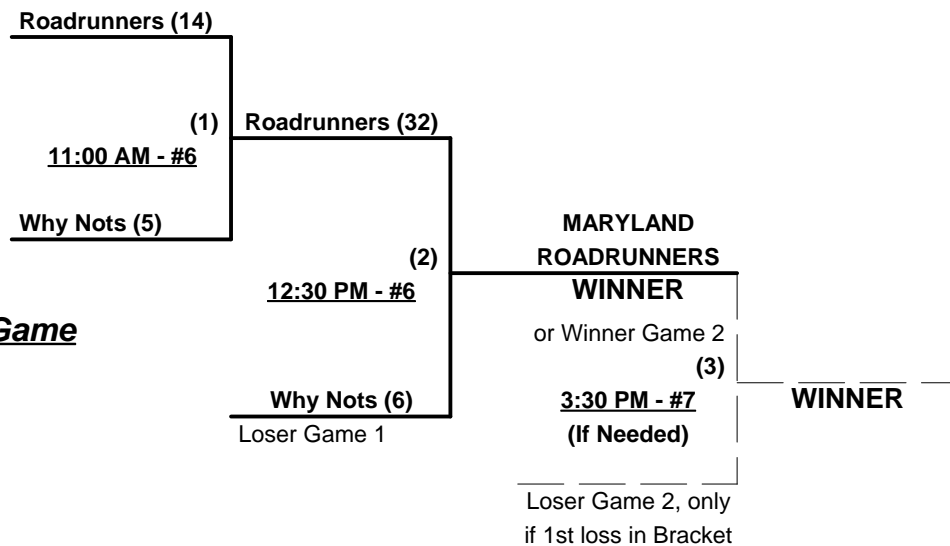 Roadrunners (14)
(1)
11:00 AM - #6
Why Nots (5)
Roadrunners (32)
(2)
12:30 PM - #6
Game
Why Nots (6)
Loser Game 1
MARYLAND
ROADRUNNERS
WINNER
or Winner Game 2
(3)
3:30 PM - #7
(If Needed)
Loser Game 2, only
if 1st loss in Bracket
WINNER